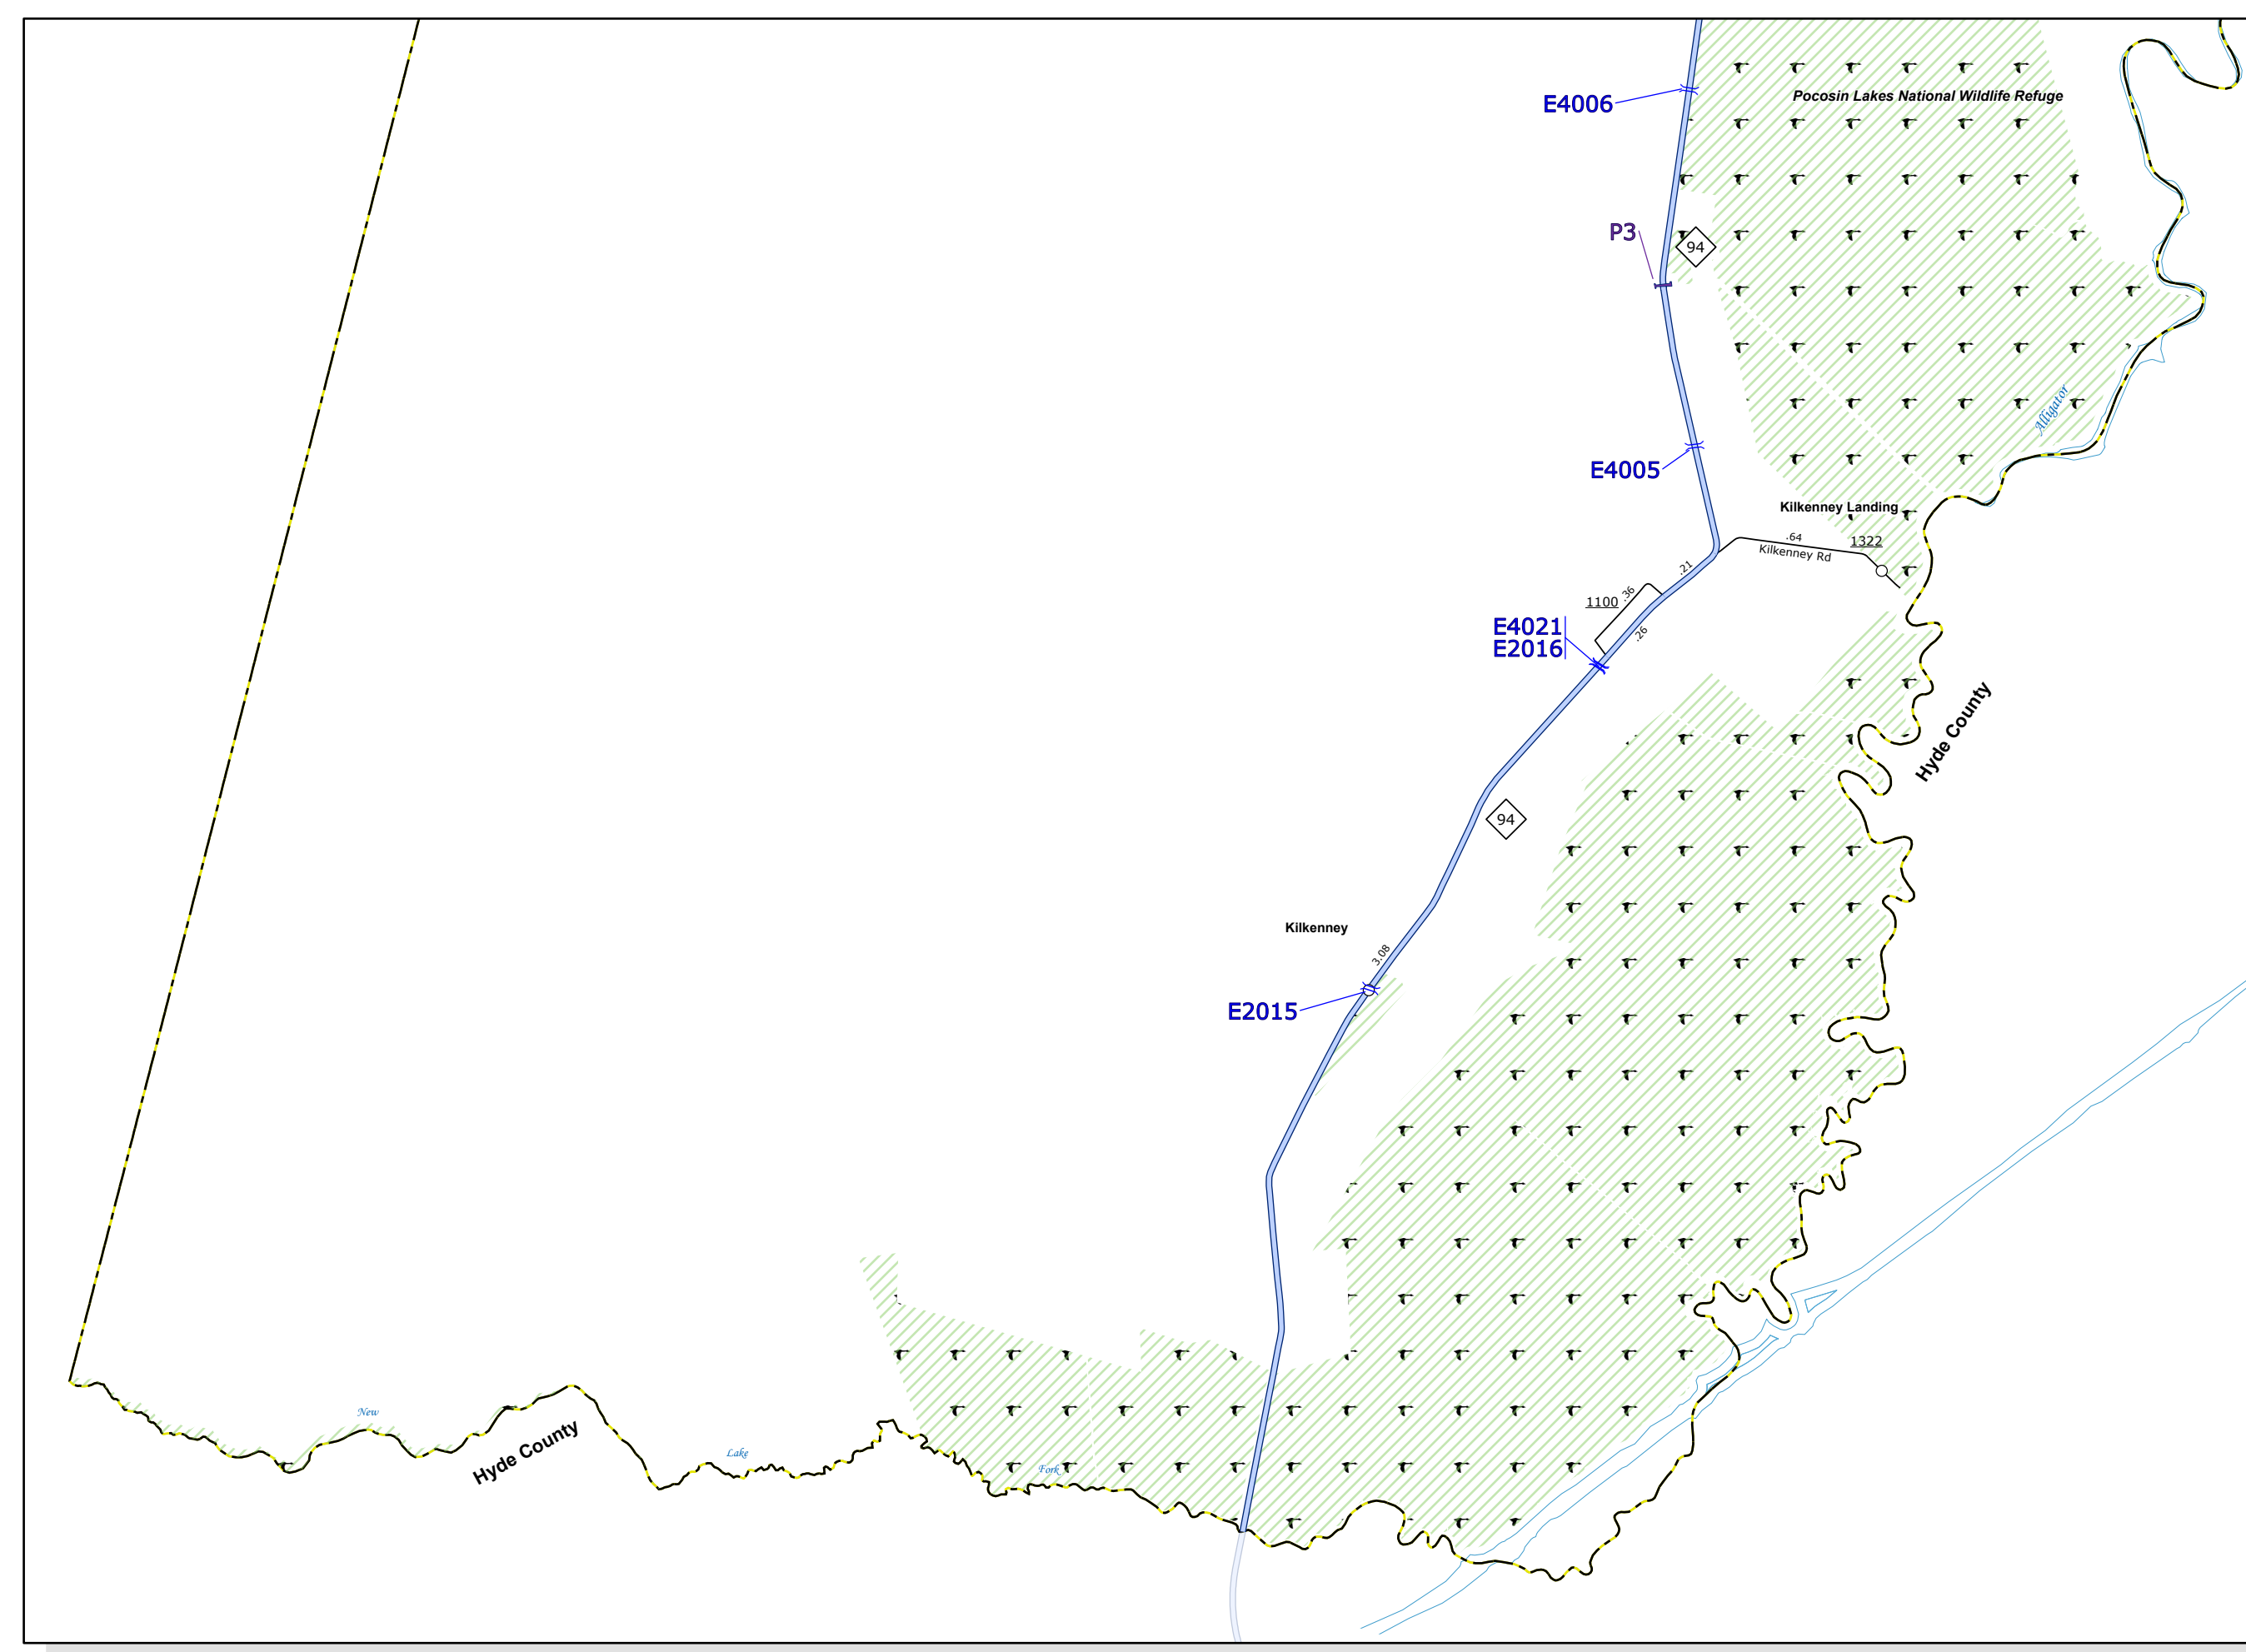 E4006
Pocosin Lakes National Wildlife Refuge
P3
94
Alligator
E4005
Kilkenney Landing
.64
1322
Kilkenney Rd
.21
.36
1100
E4021
E2016
.26
Hyde County
94
Kilkenney
3.08
E2015
New
Hyde County
Lake
Fork